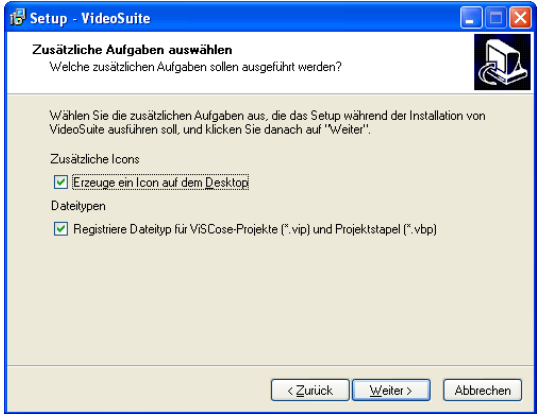 Setup - VideoSuite
Zusätzliche Aufgaben auswählen
Welche zusätzlichen Aufgaben sollen ausgeführt werden?
Wählen Sie die zusätzlichen Aufgaben aus, die das Setup während der Installation von
VideoSuite ausführen soll, und klicken Sie danach auf "Weiter".
Zusätzliche Icons
Erzeuge ein Icon auf dem Desktop
Dateitypen
Registriere Dateityp für ViSCose-Projekte (*.vip) und Projektstapel (*.vbp)
< Zurück Weiter > Abbrechen